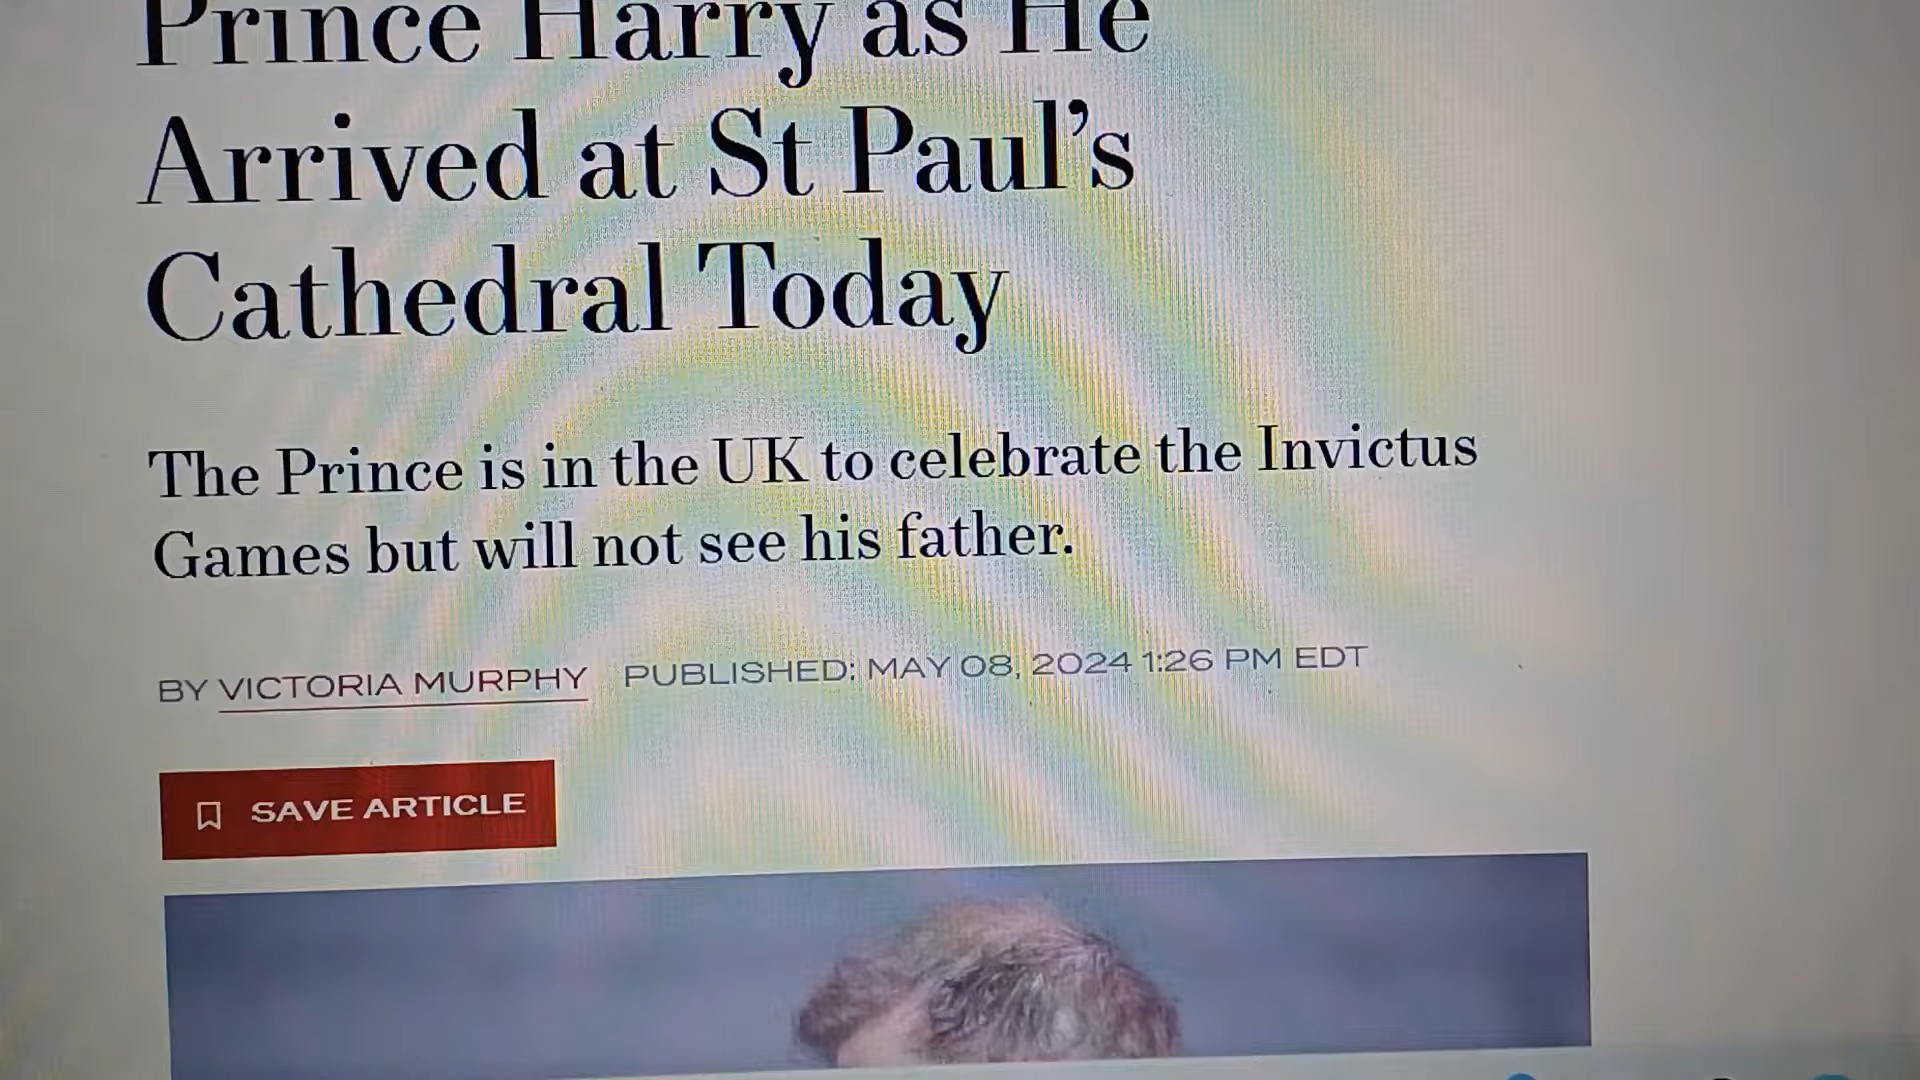 Prince Harry as He
Arrived at St Paul’s
Cathedral Today
The Prince is in the UK to celebrate the Invictus
Games but will not see his father.
BY VICTORIA MURPHY PUBLISHED: MAY 08, 2024 1:26 PM EDT
SAVE ARTICLE